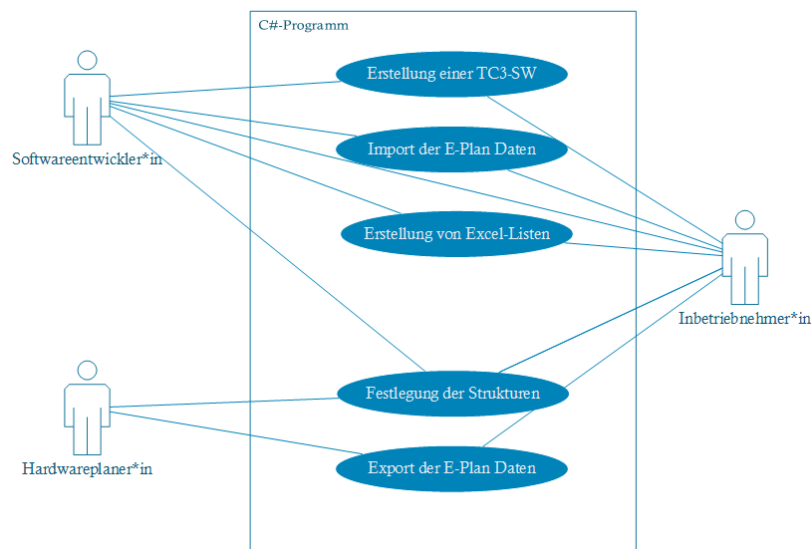 C#-Programm
Erstellung einer TC3-SW
Import der E-Plan Daten
Softwareentwickler*in
Erstellung von Excel-Listen
Inbetriebnehmer*in
Festlegung der Strukturen
Hardwareplaner*in
Export der E-Plan Daten